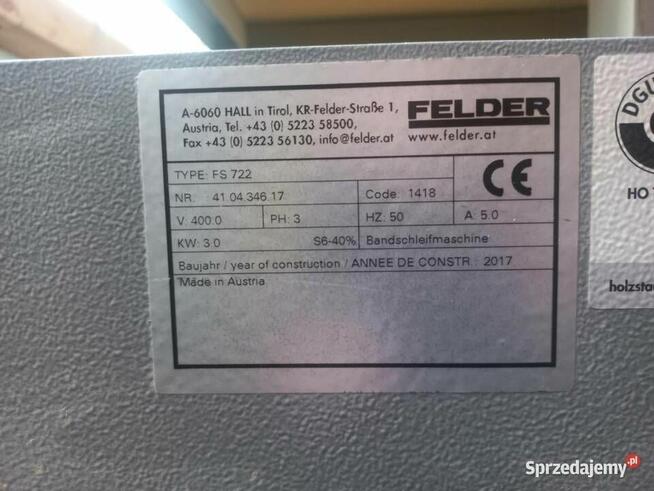 A-6060 HALL in Tirol, KR-Felder-Straße 1,
Austria, Tel. +43 (0) 5223 58500,
Fax +43 (0) 5223 56130, info@felder.at
FELDER
www.felder.at
TYPE: FS 722
NR.: 41.04.346.17 Code: 1418
V: 400.0 PH: 3 HZ: 50 A: 5.0
KW: 3.0 S6-40% Bandschleifmaschine
Baujahr / year of construction / ANNEE DE CONSTR.: 2017
Made in Austria
CE
DGU
HO
holzsta
Sprzedajemy.pl